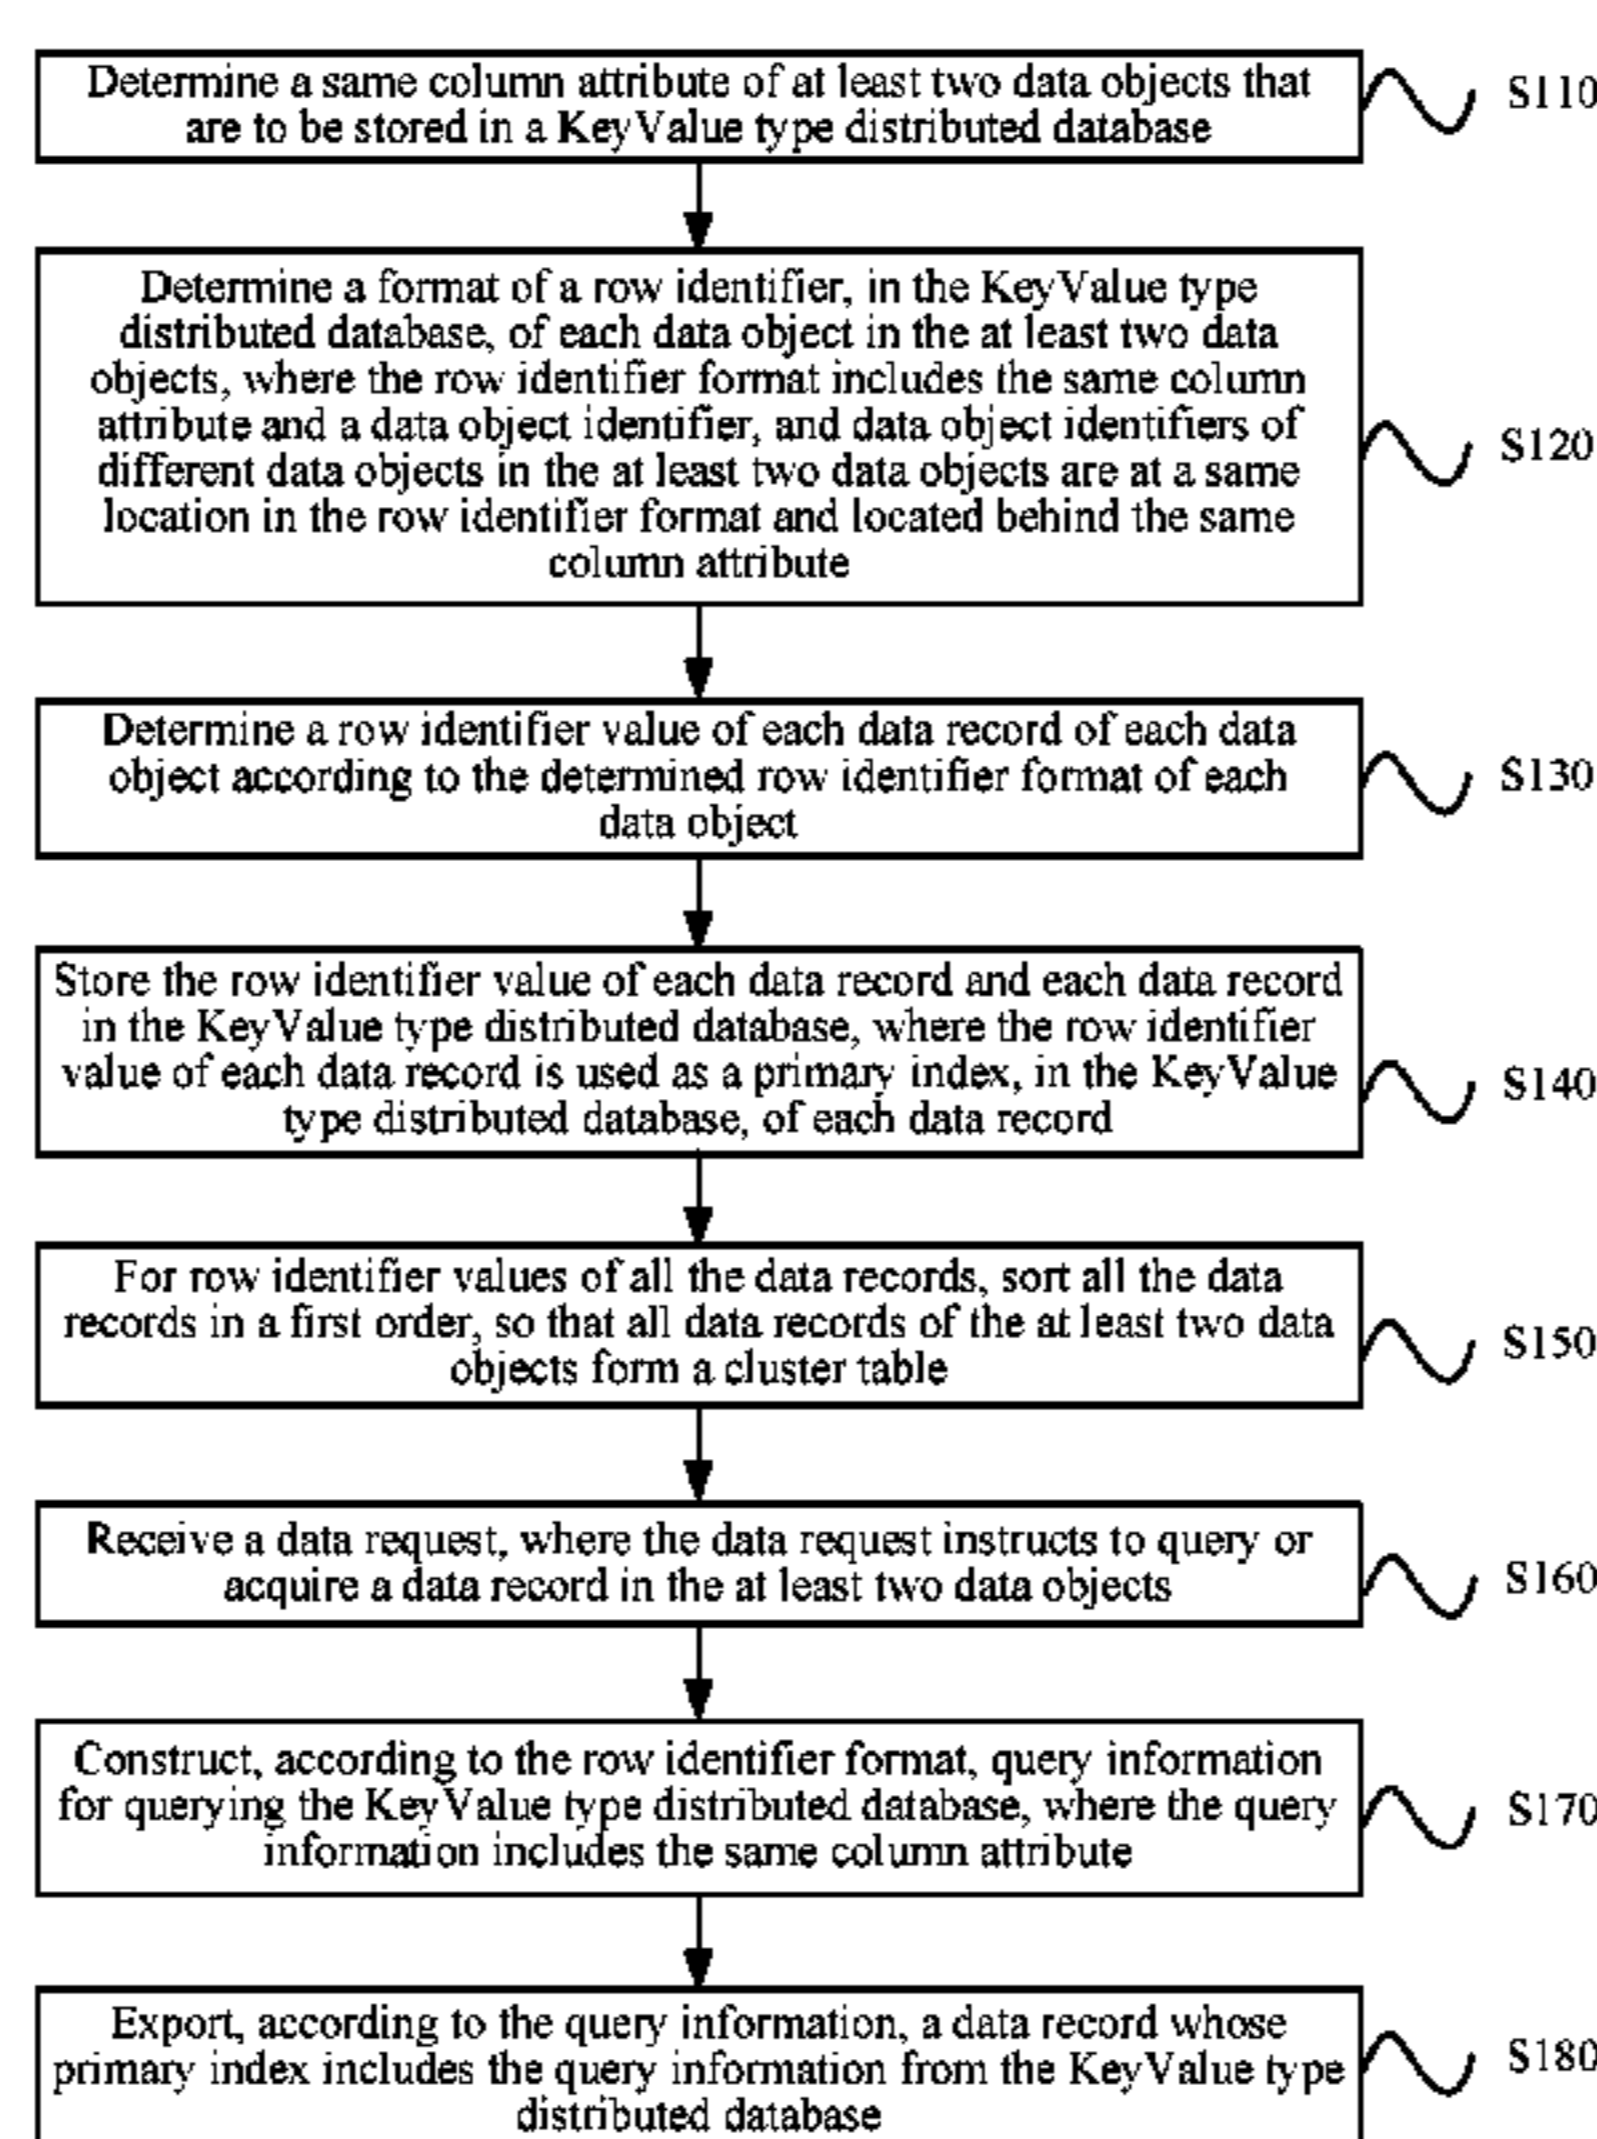 Determine a same column attribute of at least two data objects that
are to be stored in a KeyValue type distributed database
S110
Determine a format of a row identifier, in the KeyValue type
distributed database, of each data object in the at least two data
objects, where the row identifier format includes the same column
attribute and a data object identifier, and data object identifiers of
different data objects in the at least two data objects are at a same
location in the row identifier format and located behind the same
column attribute
S120
Determine a row identifier value of each data record of each data
object according to the determined row identifier format of each
data object
S130
Store the row identifier value of each data record and each data record
in the KeyValue type distributed database, where the row identifier
value of each data record is used as a primary index, in the KeyValue
type distributed database, of each data record
S140
For row identifier values of all the data records, sort all the data
records in a first order, so that all data records of the at least two data
objects form a cluster table
S150
Receive a data request, where the data request instructs to query or
acquire a data record in the at least two data objects
S160
Construct, according to the row identifier format, query information
for querying the KeyValue type distributed database, where the query
information includes the same column attribute
S170
Export, according to the query information, a data record whose
primary index includes the query information from the KeyValue type
distributed database
S180